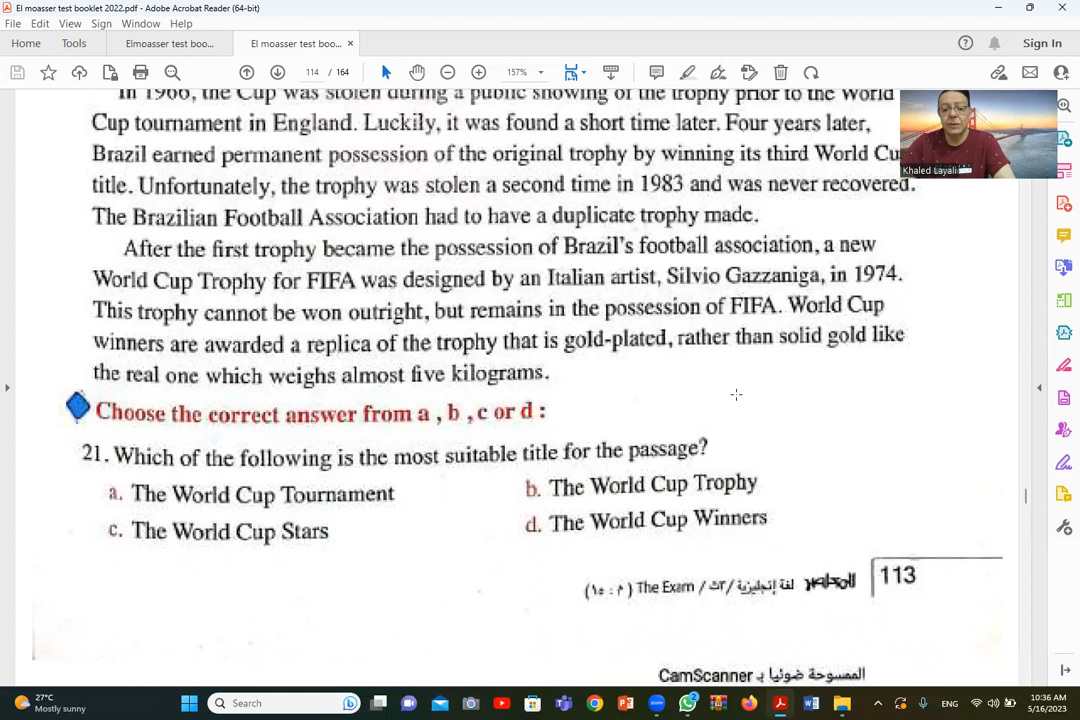 El moasser test booklet 2022.pdf - Adobe Acrobat Reader (64-bit)
File Edit View Sign Window Help
Home Tools Elmoasser test boo... El moasser test boo... × Sign In
114 / 164 157%
In 1966, the Cup was stolen during a public showing of the trophy prior to the World
Cup tournament in England. Luckily, it was found a short time later. Four years later,
Brazil earned permanent possession of the original trophy by winning its third World Cu
title. Unfortunately, the trophy was stolen a second time in 1983 and was never recovered.
The Brazilian Football Association had to have a duplicate trophy made.
After the first trophy became the possession of Brazil's football association, a new
World Cup Trophy for FIFA was designed by an Italian artist, Silvio Gazzaniga, in 1974.
This trophy cannot be won outright, but remains in the possession of FIFA. World Cup
winners are awarded a replica of the trophy that is gold-plated, rather than solid gold like
the real one which weighs almost five kilograms.
Khaled Layali
Choose the correct answer from a , b , c or d :
21. Which of the following is the most suitable title for the passage?
a. The World Cup Tournament b. The World Cup Trophy
c. The World Cup Stars d. The World Cup Winners
المعاصر لغة إنجليزية / ٣ث / The Exam (م : ١٥) 113
الممسوحة ضوئيا بـ CamScanner
27°C
Mostly sunny
Search
2
ENG
10:36 AM
5/16/2023